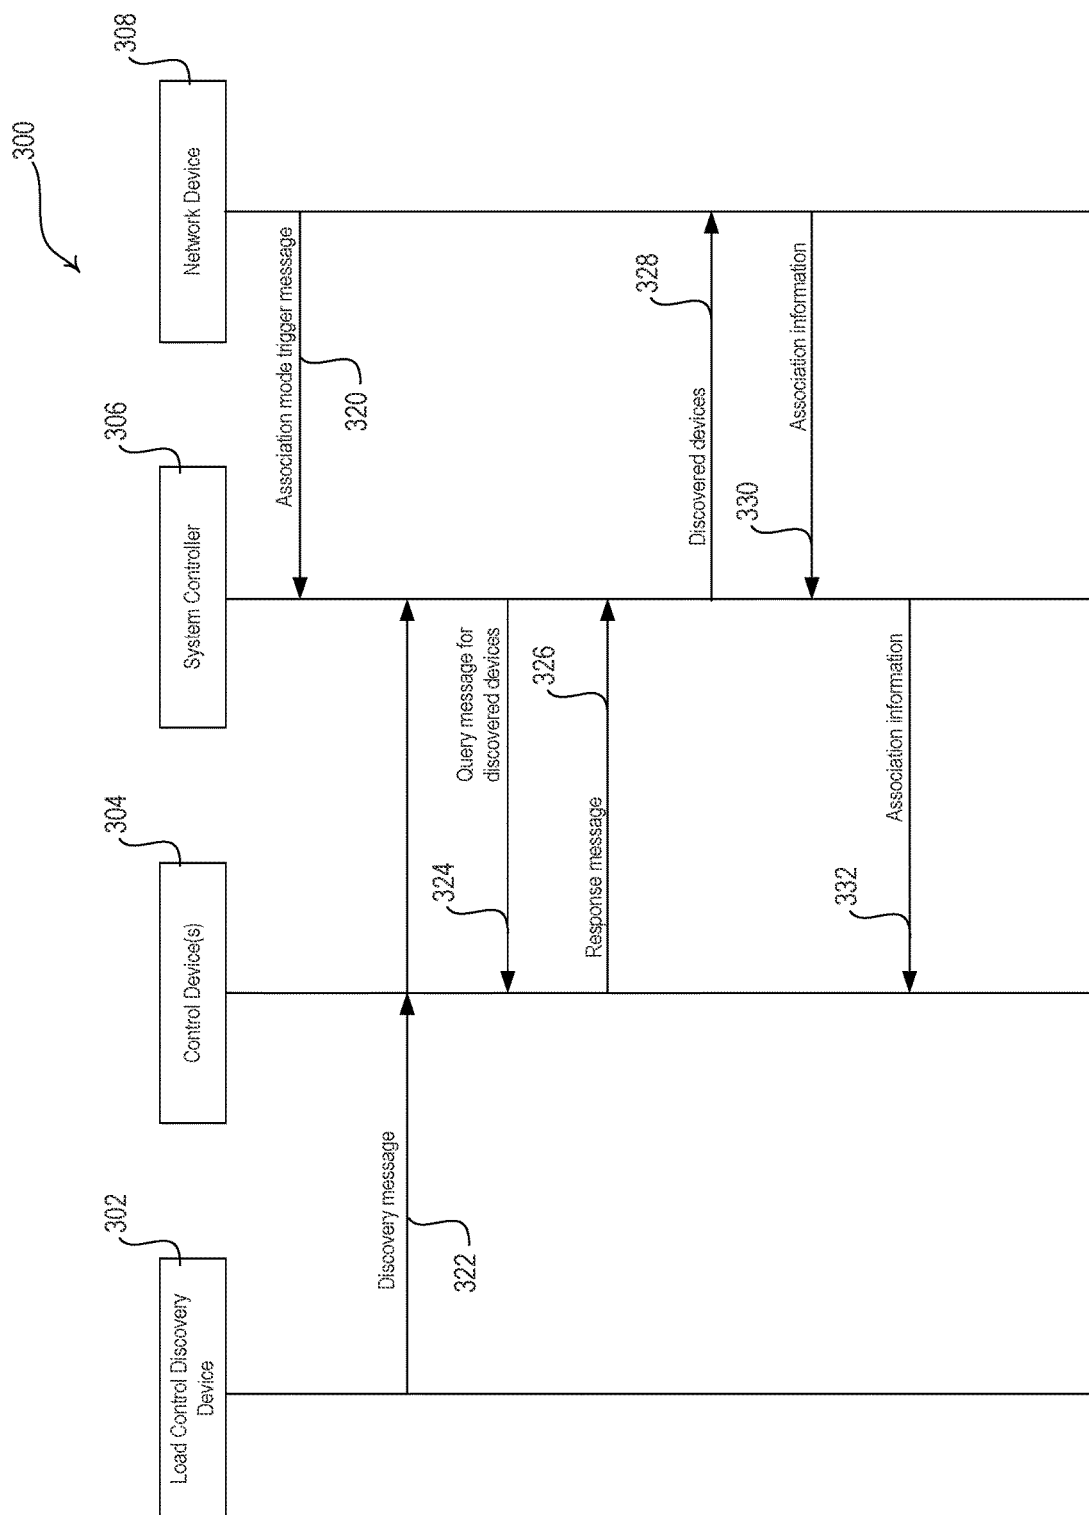 300
302
304
306
308
Load Control Discovery
Device
Control Device(s)
System Controller
Network Device
Association mode trigger message
320
Discovery message
322
Query message for
discovered devices
324
Response message
326
Discovered devices
328
Association information
330
Association information
332